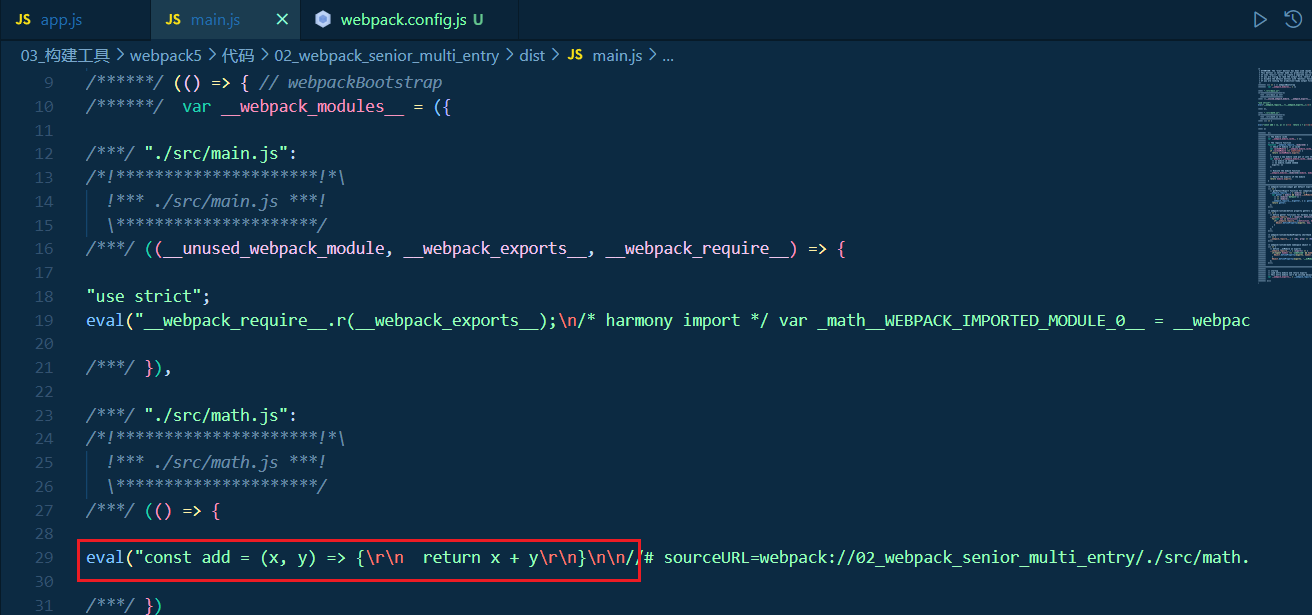 JS app.js JS main.js × webpack.config.js U
03_构建工具 > webpack5 > 代码 > 02_webpack_senior_multi_entry > dist > JS main.js > ...
9 /******/ (() => { // webpackBootstrap
10 /******/ var __webpack_modules__ = ({
11
12 /***/ "./src/main.js":
13 /*!*********************!*\
14 !*** ./src/main.js ***!
15 \*********************/
16 /***/ ((__unused_webpack_module, __webpack_exports__, __webpack_require__) => {
17
18 "use strict";
19 eval("__webpack_require__.r(__webpack_exports__);\n/* harmony import */ var _math__WEBPACK_IMPORTED_MODULE_0__ = __webpac
20
21 /***/ }),
22
23 /***/ "./src/math.js":
24 /*!*********************!*\
25 !*** ./src/math.js ***!
26 \*********************/
27 /***/ (() => {
28
29 eval("const add = (x, y) => {\r\n  return x + y\r\n}\n\n//# sourceURL=webpack://02_webpack_senior_multi_entry/./src/math.
30
31 /***/ })